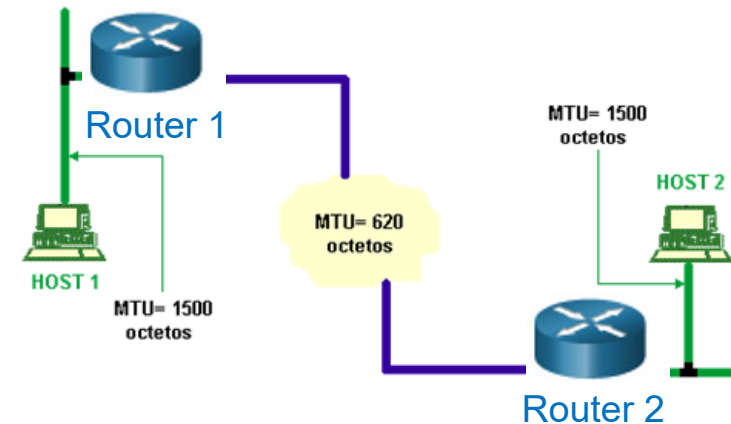 Router 1
HOST 1
MTU= 1500
octetos
MTU= 620
octetos
MTU= 1500
octetos
HOST 2
Router 2